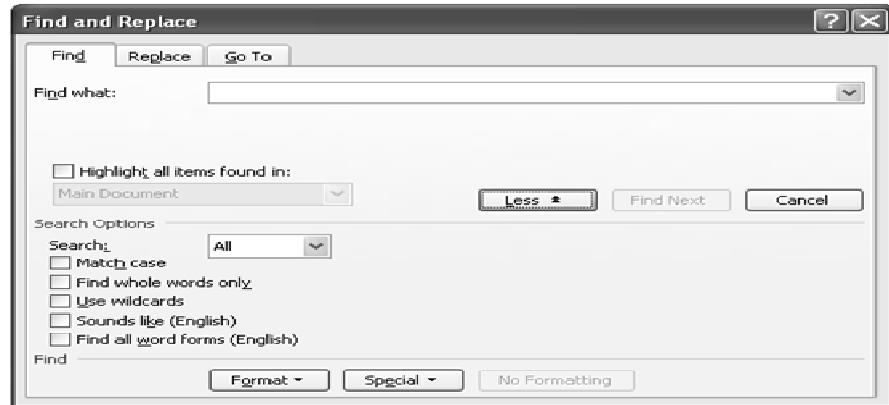 Find and Replace
Find Replace Go To
Find what:
Highlight all items found in:
Main Document
Less Find Next Cancel
Search Options
Search: All
Match case
Find whole words only
Use wildcards
Sounds like (English)
Find all word forms (English)
Find
Format Special No Formatting